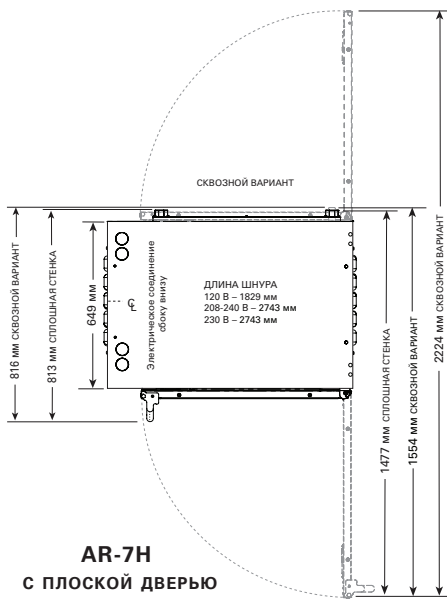 СКВОЗНОЙ ВАРИАНТ
816 мм СКВОЗНОЙ ВАРИАНТ
813 мм СПЛОШНАЯ СТЕНКА
649 мм
Электрическое соединение
сбоку внизу
ДЛИНА ШНУРА
120 В – 1829 мм
208-240 В – 2743 мм
230 В – 2743 мм
1477 мм СПЛОШНАЯ СТЕНКА
1554 мм СКВОЗНОЙ ВАРИАНТ
2224 мм СКВОЗНОЙ ВАРИАНТ
AR-7H
С ПЛОСКОЙ ДВЕРЬЮ